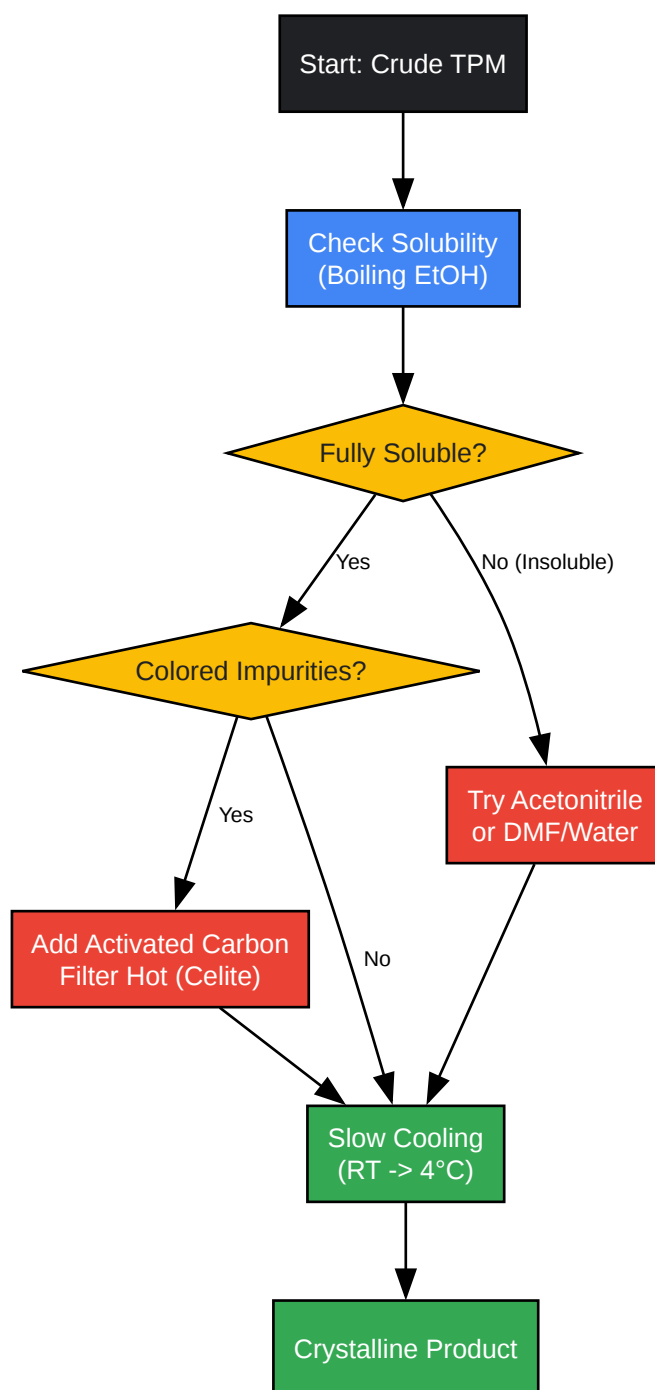 Start: Crude TPM
Check Solubility
(Boiling EtOH)
Fully Soluble?
Yes
No (Insoluble)
Colored Impurities?
Try Acetonitrile
or DMF/Water
Yes
Add Activated Carbon
Filter Hot (Celite)
No
Slow Cooling
(RT -> 4°C)
Crystalline Product